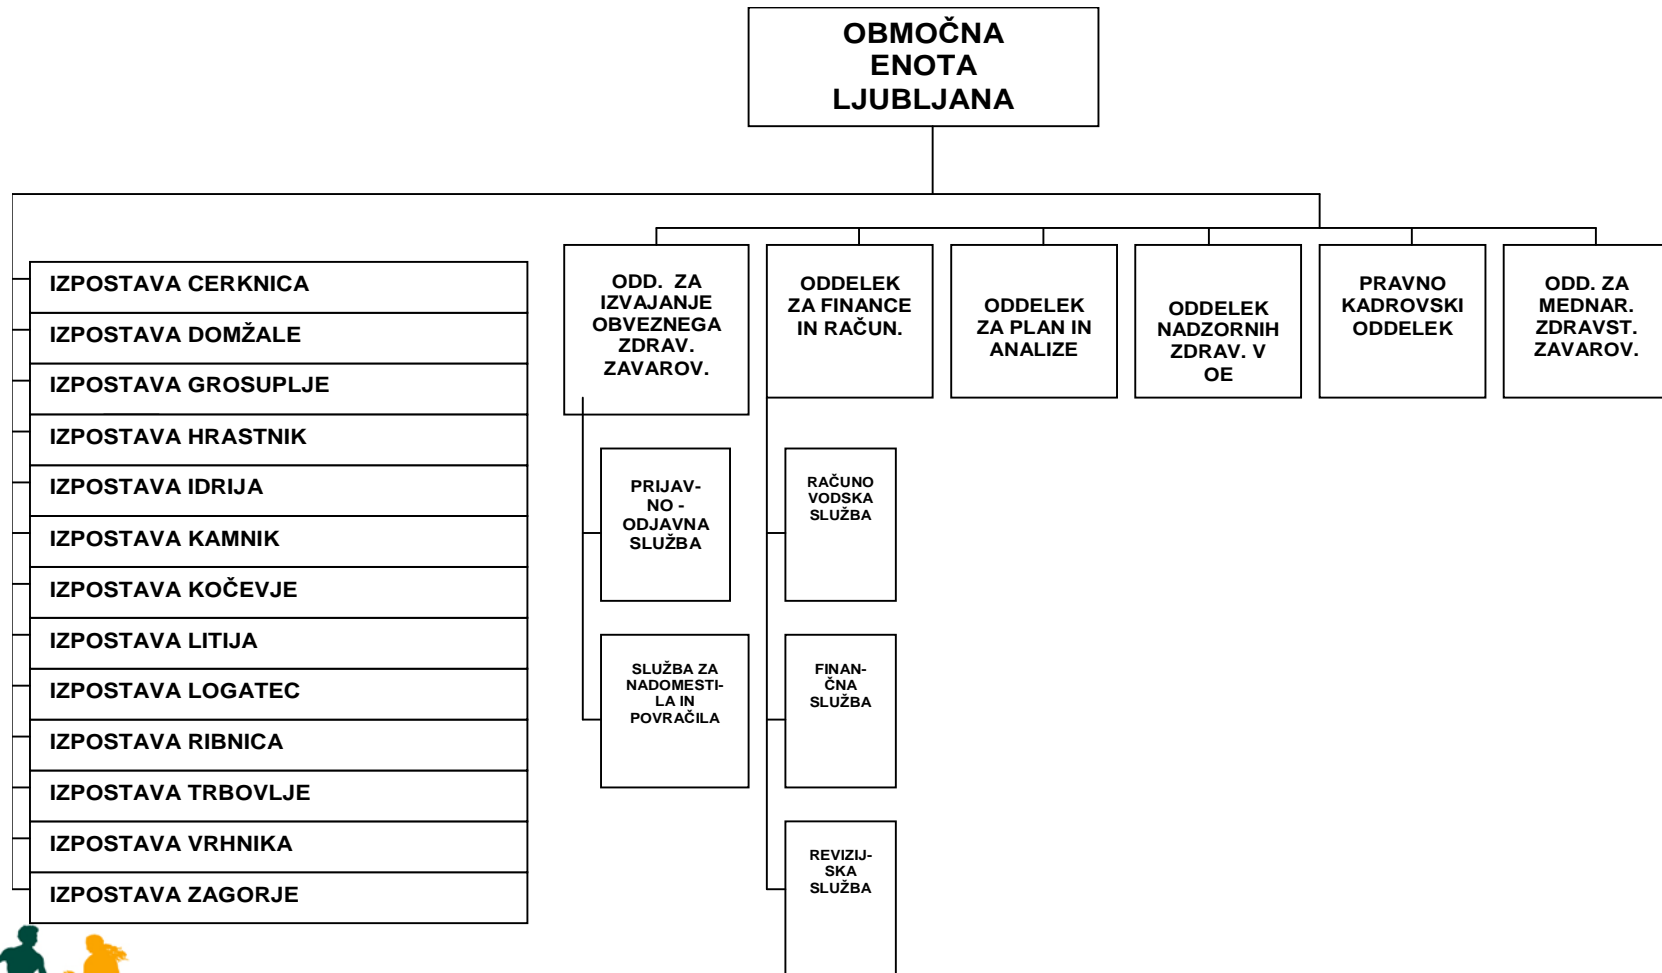 OBMOČNA
ENOTA
LJUBLJANA
IZPOSTAVA CERKNICA
IZPOSTAVA DOMŽALE
IZPOSTAVA GROSUPLJE
IZPOSTAVA HRASTNIK
IZPOSTAVA IDRIJA
IZPOSTAVA KAMNIK
IZPOSTAVA KOČEVJE
IZPOSTAVA LITIJA
IZPOSTAVA LOGATEC
IZPOSTAVA RIBNICA
IZPOSTAVA TRBOVLJE
IZPOSTAVA VRHNIKA
IZPOSTAVA ZAGORJE
ODD. ZA
IZVAJANJE
OBVEZNEGA
ZDRAV.
ZAVAROV.
PRIJAV-
NO -
ODJAVNA
SLUŽBA
SLUŽBA ZA
NADOMESTI-
LA IN
POVRAČILA
ODDELEK
ZA FINANCE
IN RAČUN.
RAČUNO
VODSKA
SLUŽBA
FINAN-
ČNA
SLUŽBA
REVIZIJ-
SKA
SLUŽBA
ODDELEK
ZA PLAN IN
ANALIZE
ODDELEK
NADZORNIH
ZDRAV. V
OE
PRAVNO
KADROVSKI
ODDELEK
ODD. ZA
MEDNAR.
ZDRAVST.
ZAVAROV.